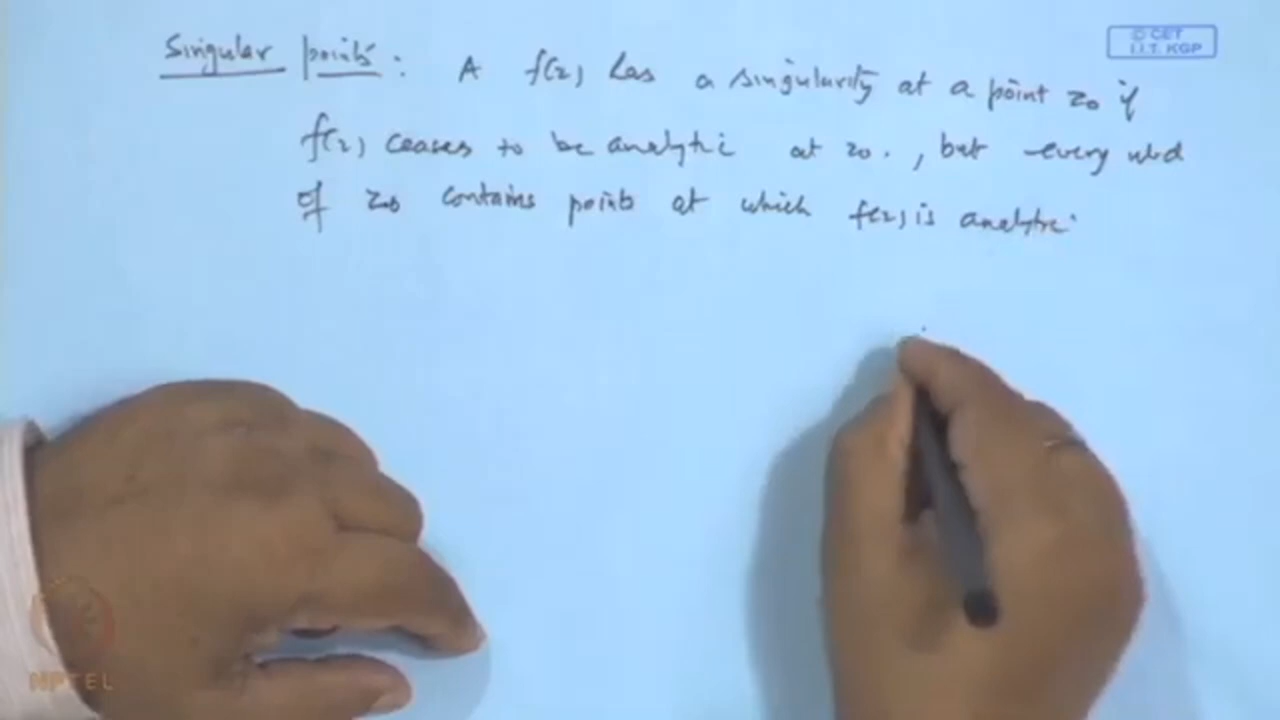 © CET
I.I.T. KGP
Singular points: A f(z) has a singularity at a point z0 if
f(z) ceases to be analytic at z0., but every nbd
of z0 contains points at which f(z) is analytic.
NPTEL